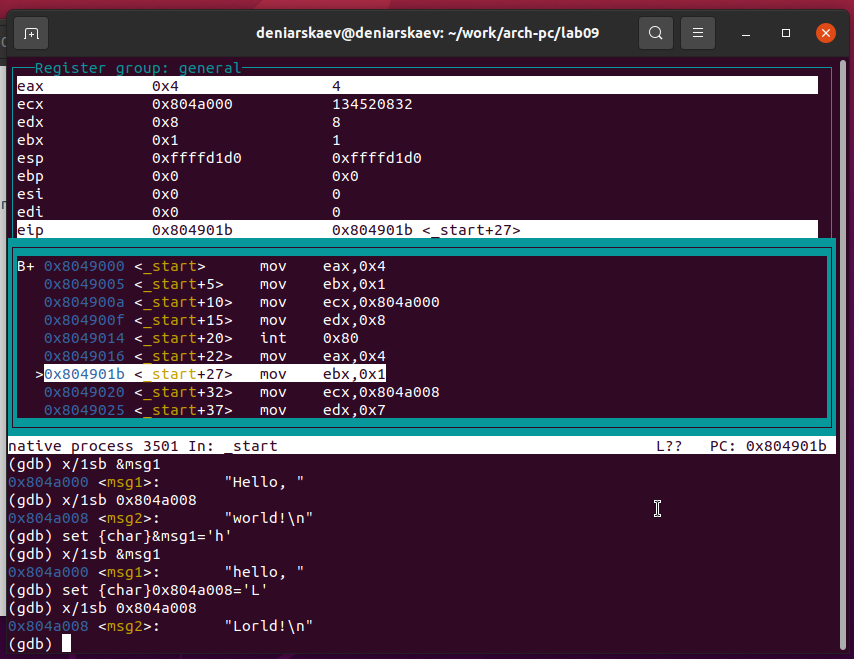 deniarskaev@deniarskaev: ~/work/arch-pc/lab09
Register group: general
eax 0x4 4
ecx 0x804a000 134520832
edx 0x8 8
ebx 0x1 1
esp 0xffffd1d0 0xffffd1d0
ebp 0x0 0x0
esi 0x0 0
edi 0x0 0
eip 0x804901b 0x804901b <_start+27>
B+ 0x8049000 <_start> mov eax,0x4
0x8049005 <_start+5> mov ebx,0x1
0x804900a <_start+10> mov ecx,0x804a000
0x804900f <_start+15> mov edx,0x8
0x8049014 <_start+20> int 0x80
0x8049016 <_start+22> mov eax,0x4
>0x804901b <_start+27> mov ebx,0x1
0x8049020 <_start+32> mov ecx,0x804a008
0x8049025 <_start+37> mov edx,0x7
native process 3501 In: _start L?? PC: 0x804901b
(gdb) x/1sb &msg1
0x804a000 <msg1>: "Hello, "
(gdb) x/1sb 0x804a008
0x804a008 <msg2>: "world!\n"
(gdb) set {char}&msg1='h'
(gdb) x/1sb &msg1
0x804a000 <msg1>: "hello, "
(gdb) set {char}0x804a008='L'
(gdb) x/1sb 0x804a008
0x804a008 <msg2>: "Lorld!\n"
(gdb)